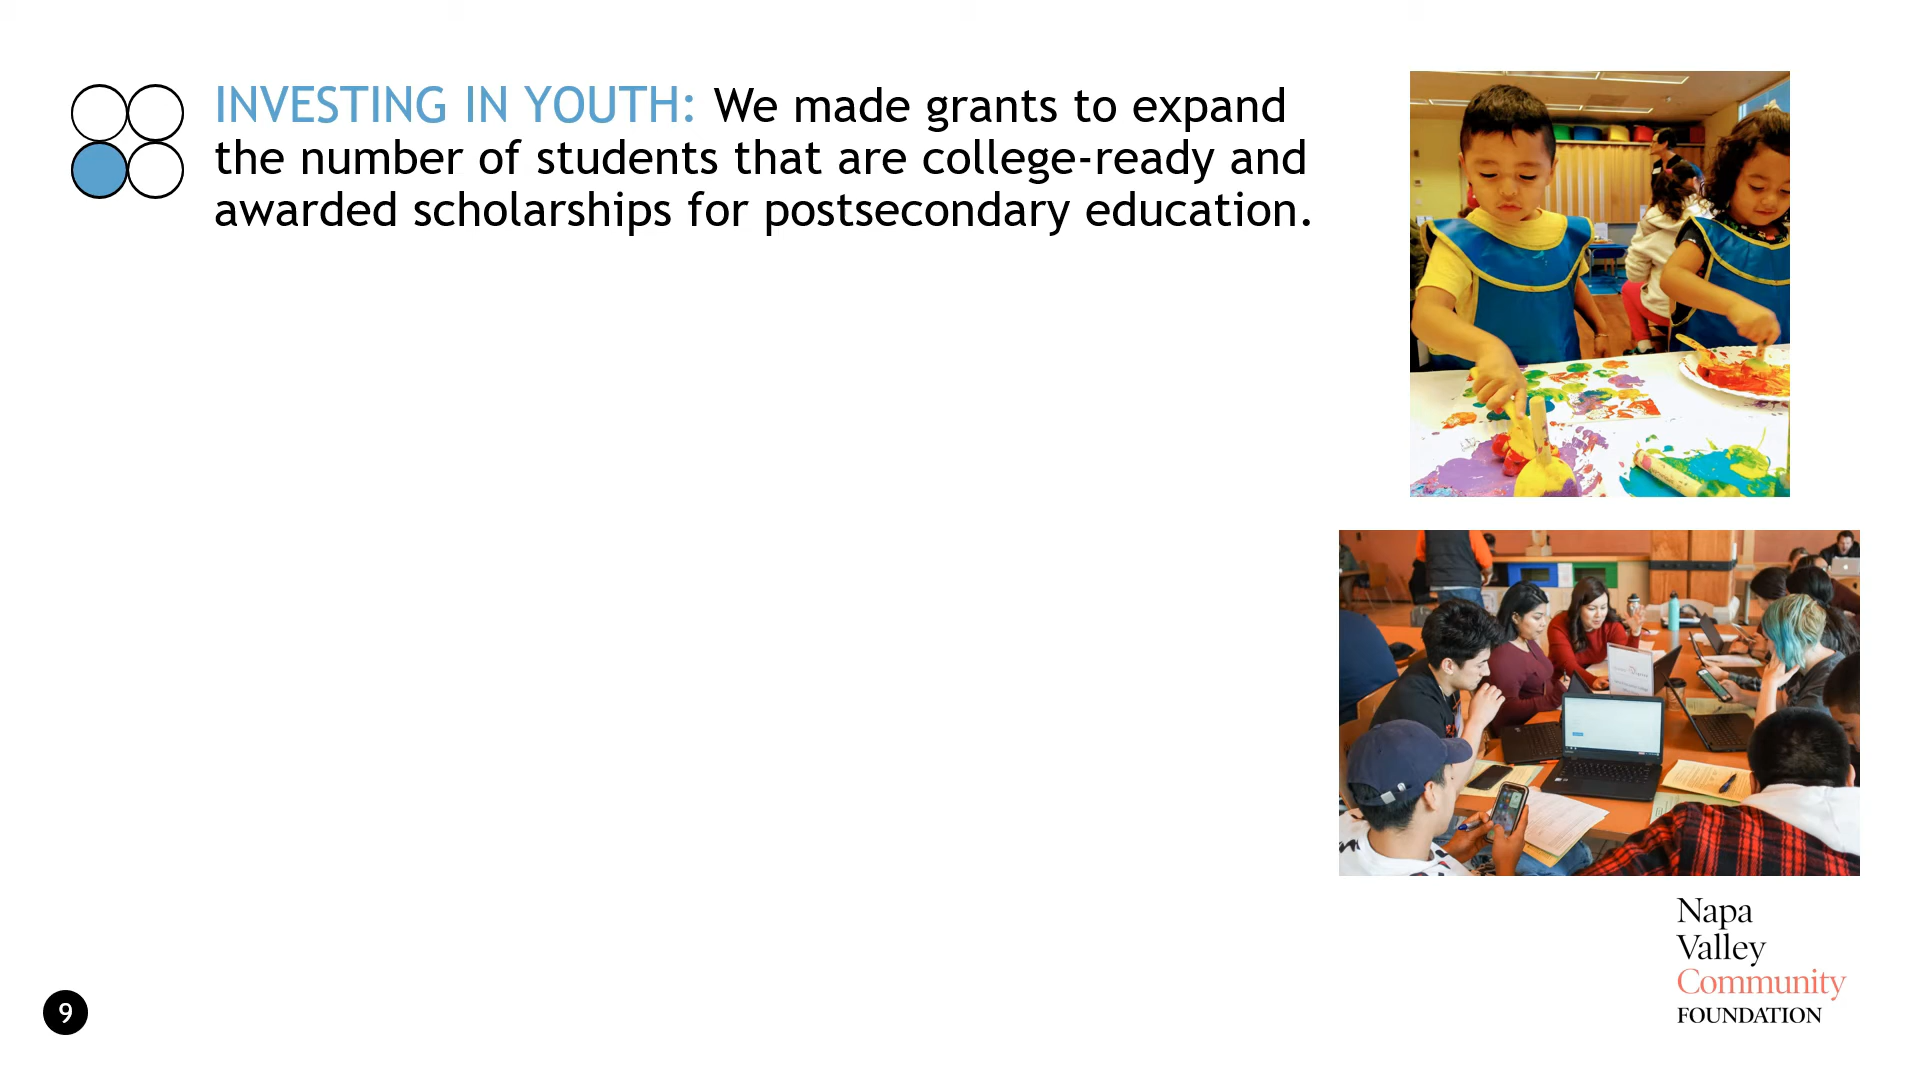 INVESTING IN YOUTH: We made grants to expand
the number of students that are college-ready and
awarded scholarships for postsecondary education.
Napa
Valley
Community
FOUNDATION
9